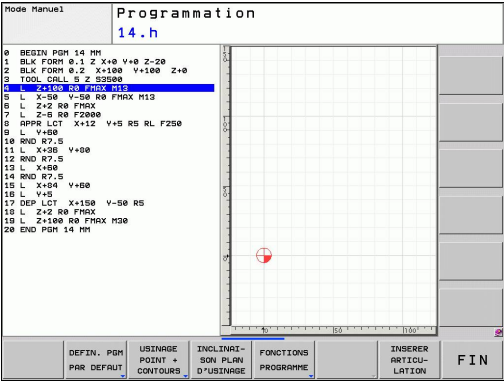 Mode Manuel
Programmation
14.h
0 BEGIN PGM 14 MM
1 BLK FORM 0.1 Z X+0 Y+0 Z-20
2 BLK FORM 0.2 X+100 Y+100 Z+0
3 TOOL CALL 5 Z S3500
4 L Z+100 R0 FMAX M13
5 L X-50 Y-50 R0 FMAX M13
6 L Z+2 R0 FMAX
7 L Z-6 R0 F2000
8 APPR LCT X+12 Y+5 R5 RL F250
9 L Y+60
10 RND R7.5
11 L X+36 Y+80
12 RND R7.5
13 L X+60
14 RND R7.5
15 L X+84 Y+60
16 L Y+5
17 DEP LCT X+150 Y-50 R5
18 L Z+2 R0 FMAX
19 L Z+100 R0 FMAX M30
20 END PGM 14 MM
0 50 100
DEFIN. PGM PAR DEFAUT
USINAGE POINT + CONTOURS
INCLINAI- SON PLAN D'USINAGE
FONCTIONS PROGRAMME
INSERER ARTICU- LATION
FIN